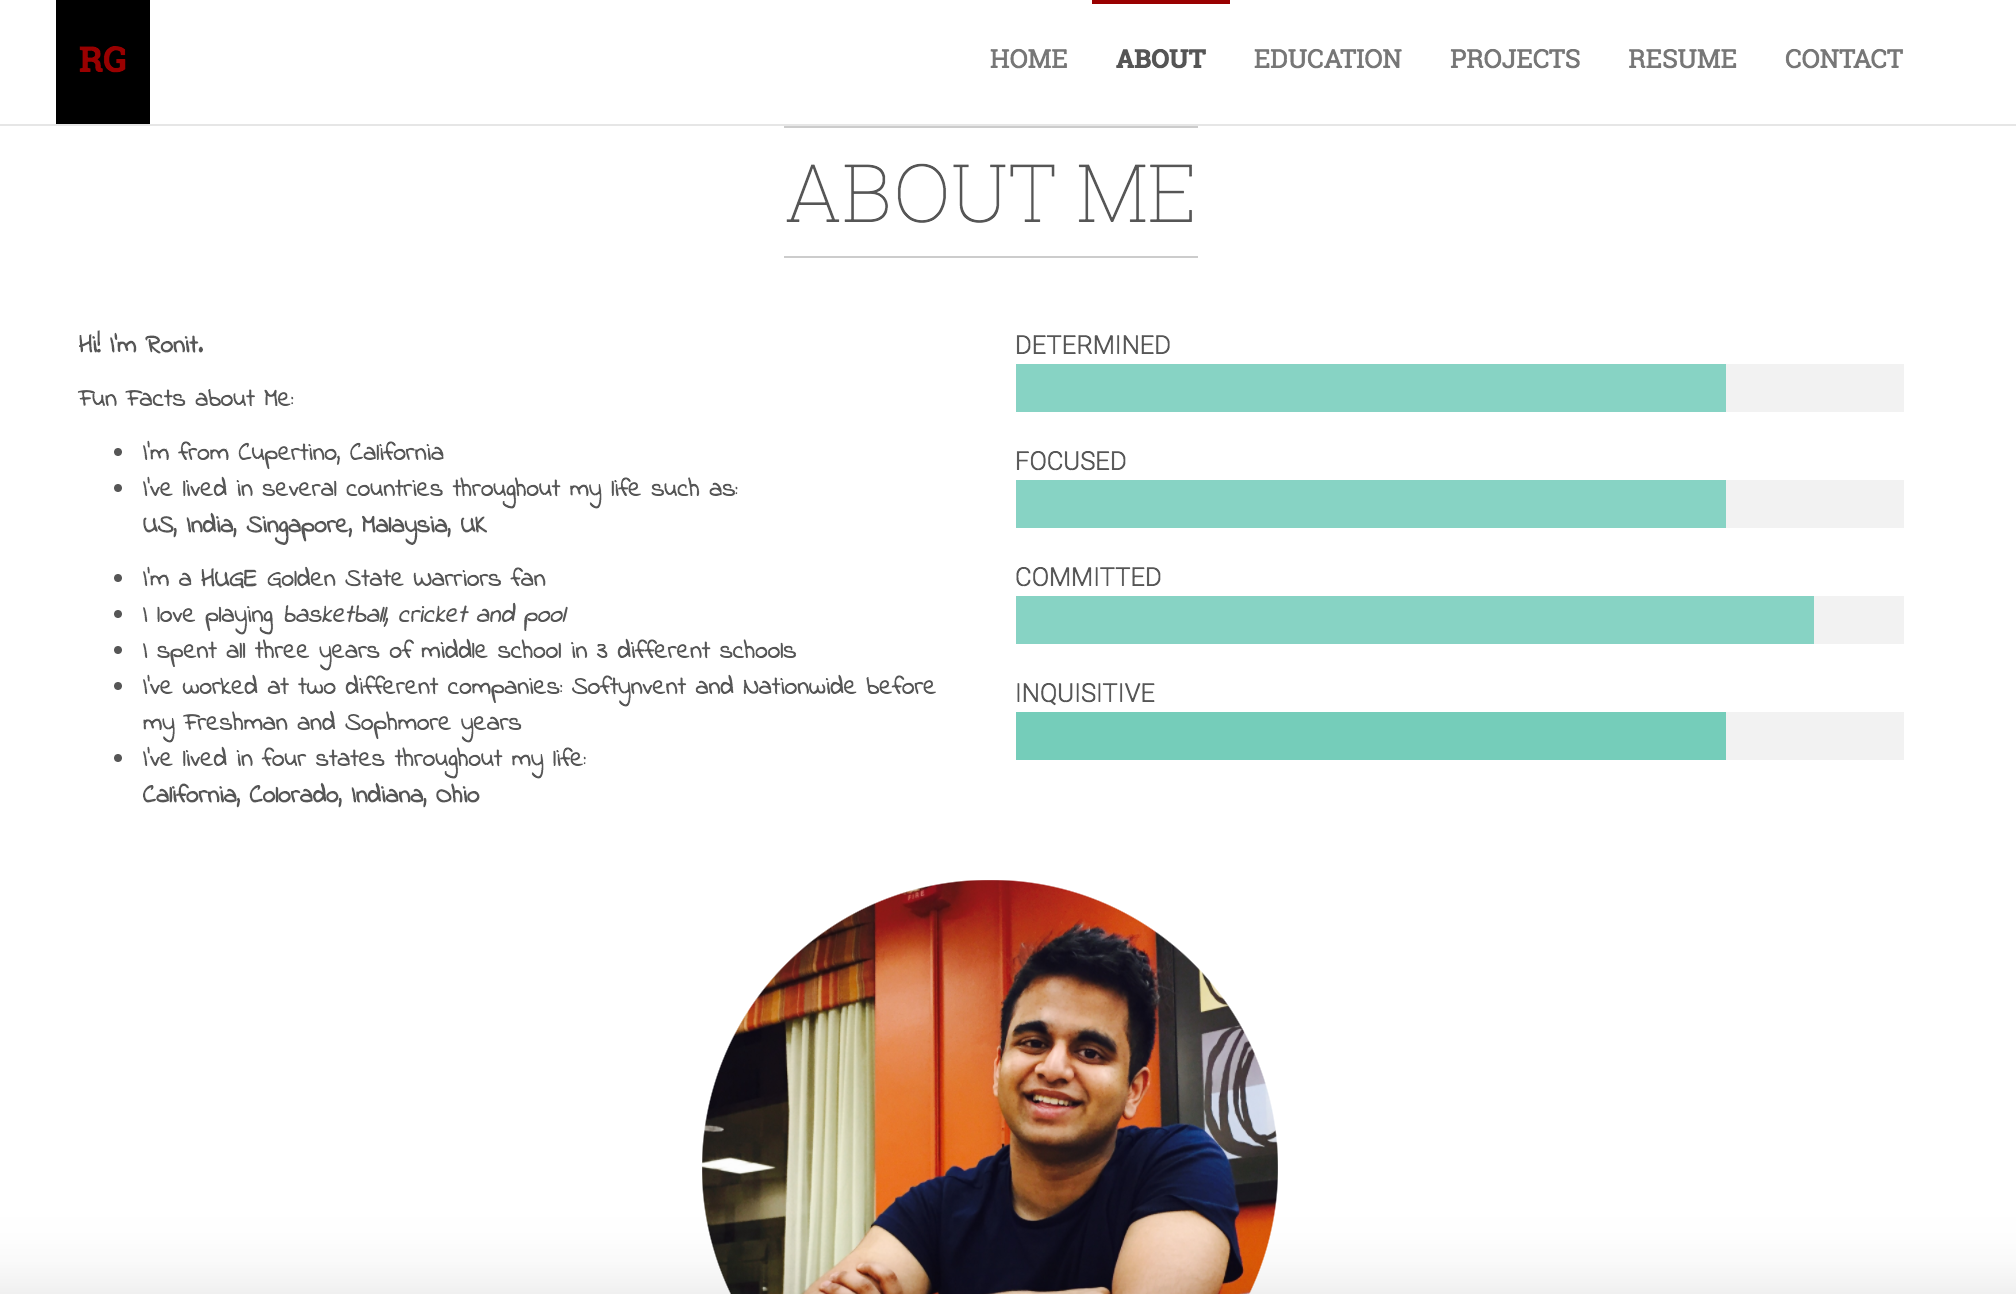 RG
HOME ABOUT EDUCATION PROJECTS RESUME CONTACT
ABOUT ME
Hi! I'm Ronit.
Fun Facts about Me:
I'm from Cupertino, California
I've lived in several countries throughout my life such as:
US, India, Singapore, Malaysia, UK
I'm a HUGE Golden State Warriors fan
I love playing basketball, cricket and pool
I spent all three years of middle school in 3 different schools
I've worked at two different companies: Softynvent and Nationwide before
my Freshman and Sophmore years
I've lived in four states throughout my life:
California, Colorado, Indiana, Ohio
DETERMINED
FOCUSED
COMMITTED
INQUISITIVE
FIRE